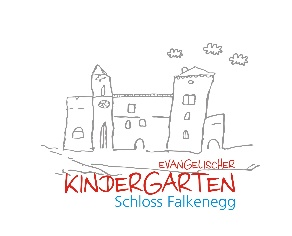 EVANGELISCHER
KINDERGARTEN
Schloss Falkenegg